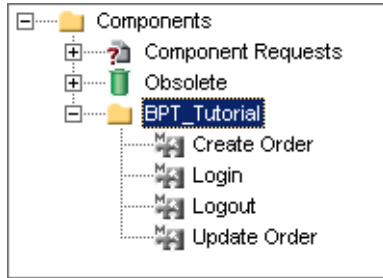 Components
Component Requests
Obsolete
BPT_Tutorial
Create Order
Login
Logout
Update Order